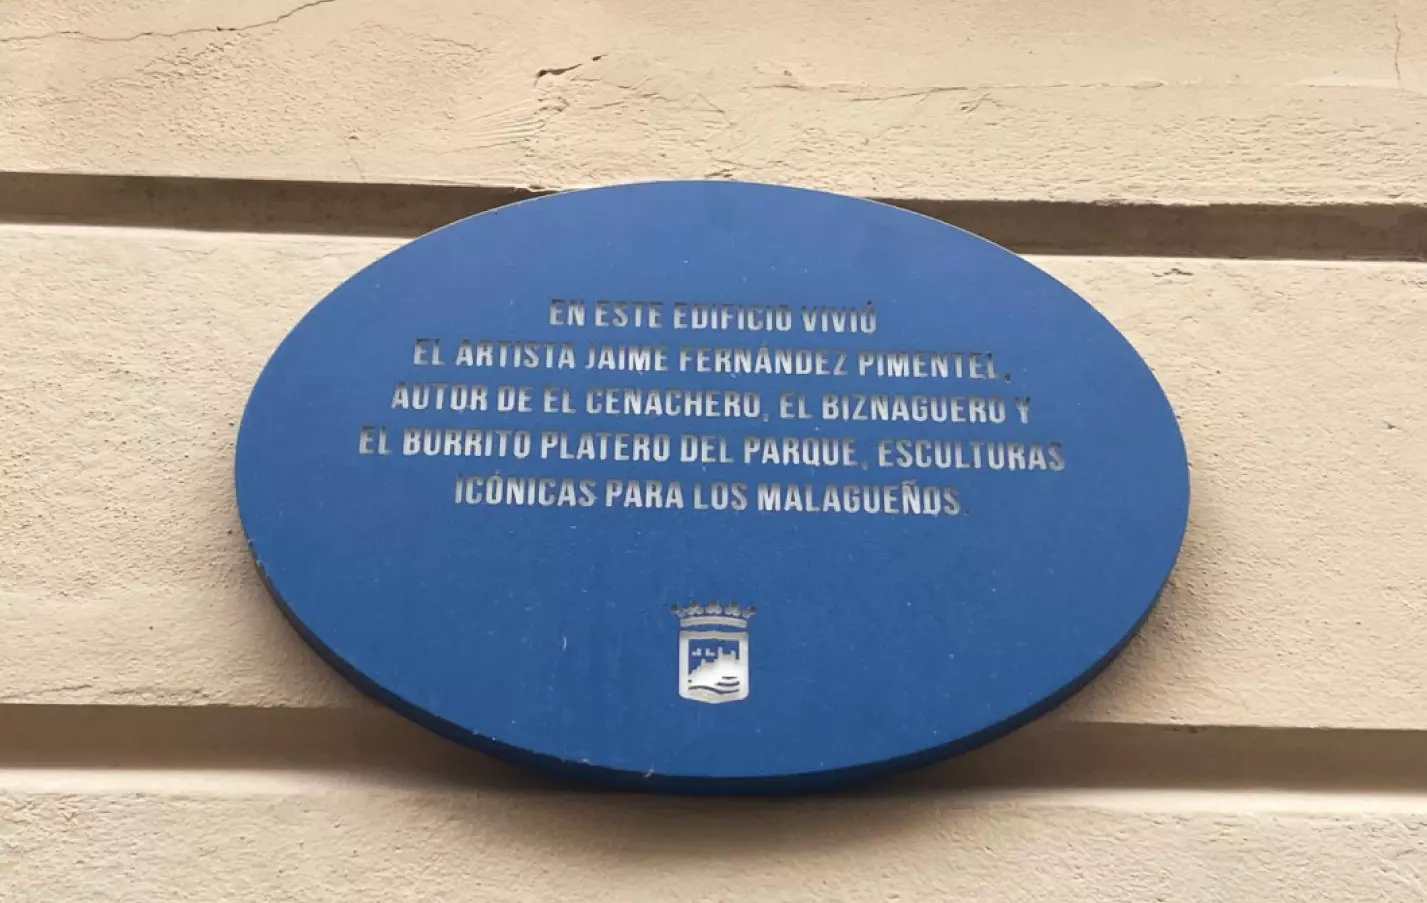 EN ESTE EDIFICIO VIVIÓ
EL ARTISTA JAIME FERNÁNDEZ PIMENTEL,
AUTOR DE EL CENACHERO, EL BIZNAGUERO Y
EL BURRITO PLATERO DEL PARQUE, ESCULTURAS
ICÓNICAS PARA LOS MALAGUEÑOS.